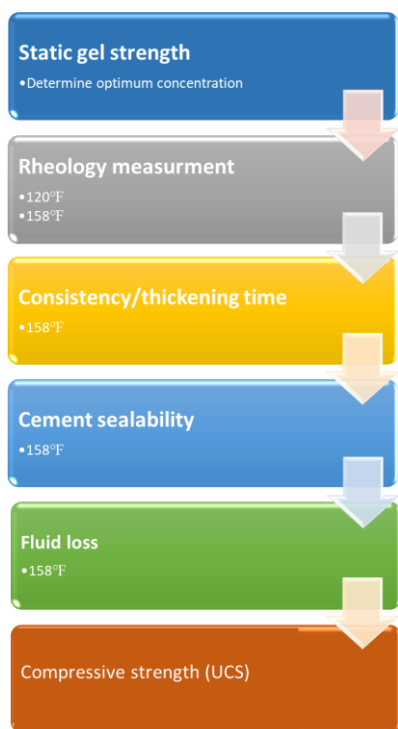 Static gel strength
•Determine optimum concentration
Rheology measurment
•120°F
•158°F
Consistency/thickening time
•158°F
Cement sealability
•158°F
Fluid loss
•158°F
Compressive strength (UCS)